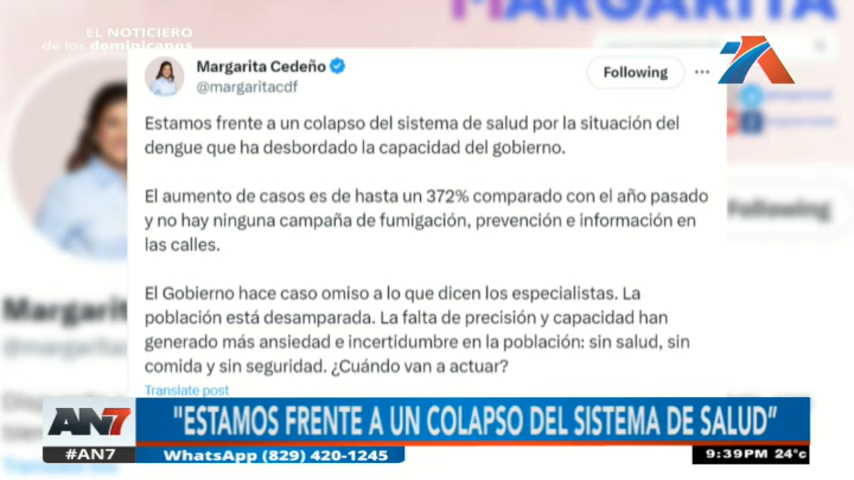 MARGARITA
EL NOTICIERO
de los dominicanos
Margarita Cedeño
@margaritacdf
Following
Estamos frente a un colapso del sistema de salud por la situación del
dengue que ha desbordado la capacidad del gobierno.
El aumento de casos es de hasta un 372% comparado con el año pasado
y no hay ninguna campaña de fumigación, prevención e información en
las calles.
El Gobierno hace caso omiso a lo que dicen los especialistas. La
población está desamparada. La falta de precisión y capacidad han
generado más ansiedad e incertidumbre en la población: sin salud, sin
comida y sin seguridad. ¿Cuándo van a actuar?
Translate post
Following
Margarit
@margarita
AN7
"ESTAMOS FRENTE A UN COLAPSO DEL SISTEMA DE SALUD”
#AN7
WhatsApp (829) 420-1245
9:39PM 24°c